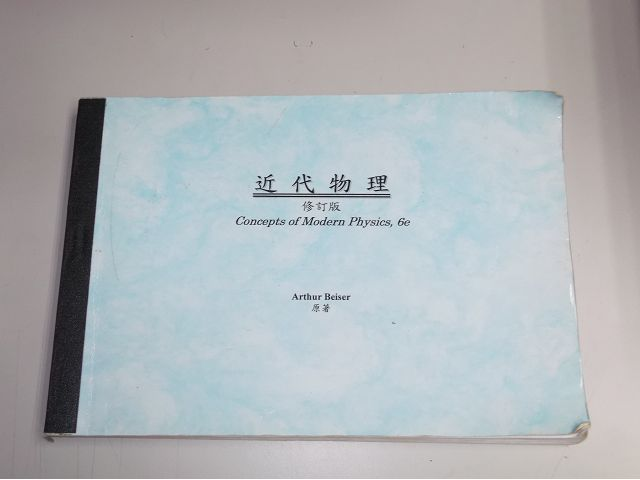 近代物理
修訂版
Concepts of Modern Physics, 6e
Arthur Beiser
原著